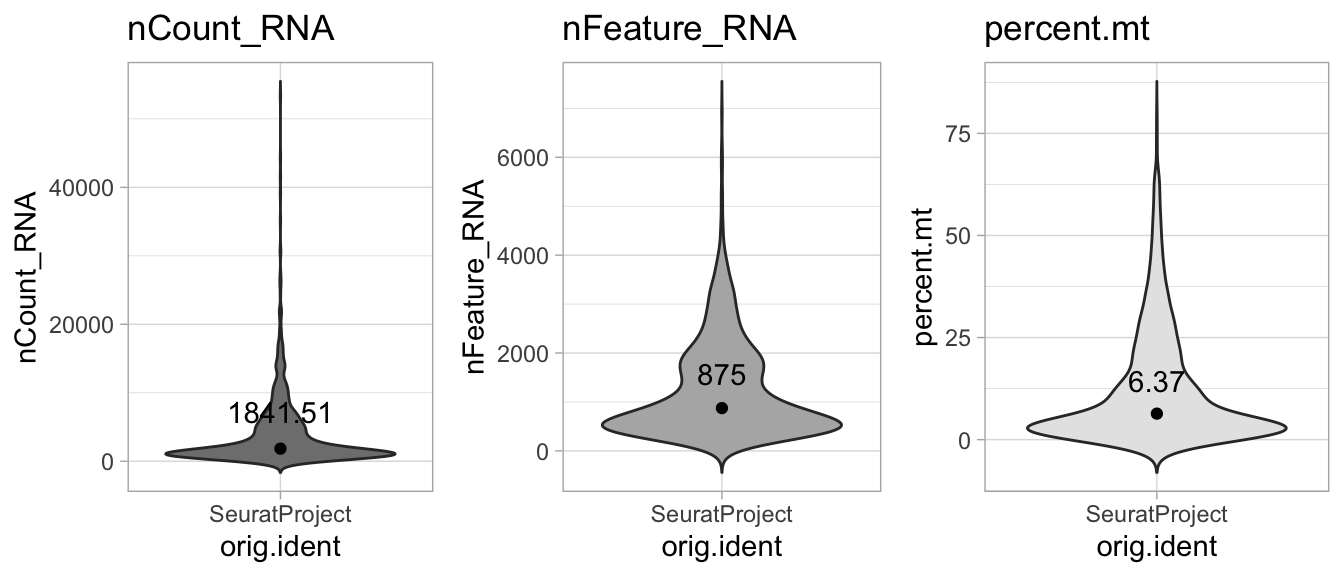 nCount_RNA
nCount_RNA
40000
20000
0
1841.51
SeuratProject
orig.ident
nFeature_RNA
nFeature_RNA
6000
4000
2000
0
875
SeuratProject
orig.ident
percent.mt
percent.mt
75
50
25
0
6.37
SeuratProject
orig.ident